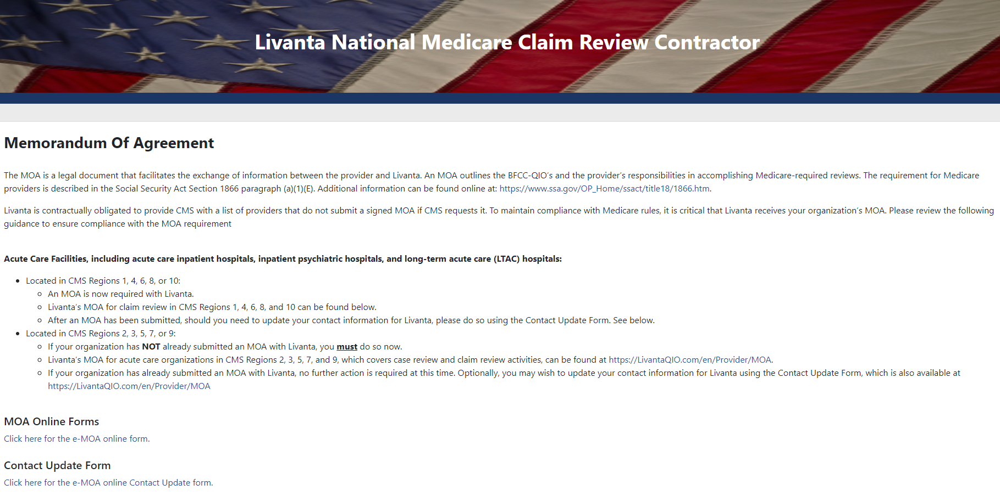 Livanta National Medicare Claim Review Contractor
Memorandum Of Agreement
The MOA is a legal document that facilitates the exchange of information between the provider and Livanta. An MOA outlines the BFCC-QIO's and the provider's responsibilities in accomplishing Medicare-required reviews. The requirement for Medicare
providers is described in the Social Security Act Section 1866 paragraph (a)(1)(E). Additional information can be found online at: https://www.ssa.gov/OP_Home/ssact/title18/1866.htm.
Livanta is contractually obligated to provide CMS with a list of providers that do not submit a signed MOA if CMS requests it. To maintain compliance with Medicare rules, it is critical that Livanta receives your organization's MOA. Please review the following
guidance to ensure compliance with the MOA requirement
Acute Care Facilities, including acute care inpatient hospitals, inpatient psychiatric hospitals, and long-term acute care (LTAC) hospitals:
• Located in CMS Regions 1, 4, 6, 8, or 10:
◦ An MOA is now required with Livanta.
◦ Livanta's MOA for claim review in CMS Regions 1, 4, 6, 8, and 10 can be found below.
◦ After an MOA has been submitted, should you need to update your contact information for Livanta, please do so using the Contact Update Form. See below.
• Located in CMS Regions 2, 3, 5, 7, or 9:
◦ If your organization has NOT already submitted an MOA with Livanta, you must do so now.
◦ Livanta's MOA for acute care organizations in CMS Regions 2, 3, 5, 7, and 9, which covers case review and claim review activities, can be found at https://LivantaQIO.com/en/Provider/MOA.
◦ If your organization has already submitted an MOA with Livanta, no further action is required at this time. Optionally, you may wish to update your contact information for Livanta using the Contact Update Form, which is also available at
https://LivantaQIO.com/en/Provider/MOA
MOA Online Forms
Click here for the e-MOA online form.
Contact Update Form
Click here for the e-MOA online Contact Update form.